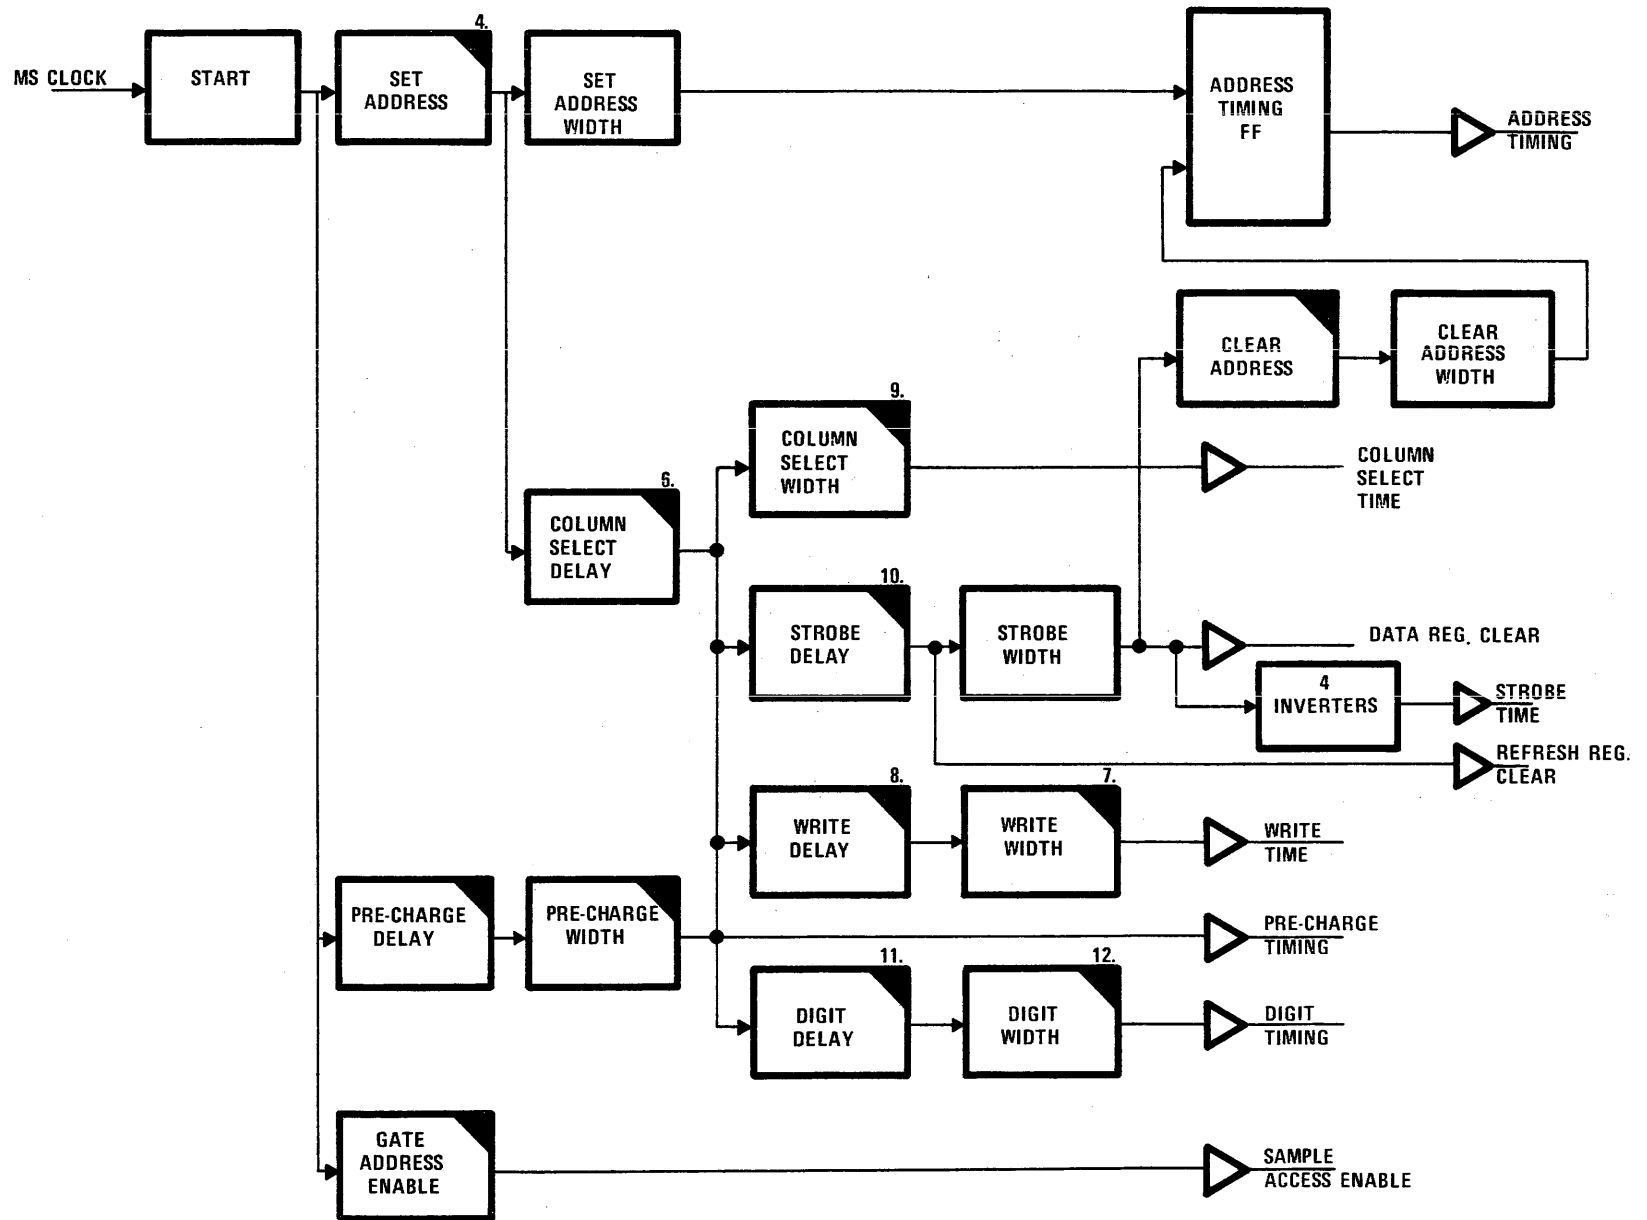 MS CLOCK
START
4.
SET
ADDRESS
SET
ADDRESS
WIDTH
ADDRESS
TIMING
FF
ADDRESS
TIMING
CLEAR
ADDRESS
CLEAR
ADDRESS
WIDTH
9.
COLUMN
SELECT
WIDTH
COLUMN
SELECT
TIME
6.
COLUMN
SELECT
DELAY
10.
STROBE
DELAY
STROBE
WIDTH
DATA REG. CLEAR
4
INVERTERS
STROBE
TIME
REFRESH REG.
CLEAR
8.
WRITE
DELAY
7.
WRITE
WIDTH
WRITE
TIME
PRE-CHARGE
DELAY
PRE-CHARGE
WIDTH
PRE-CHARGE
TIMING
11.
DIGIT
DELAY
12.
DIGIT
WIDTH
DIGIT
TIMING
GATE
ADDRESS
ENABLE
SAMPLE
ACCESS ENABLE